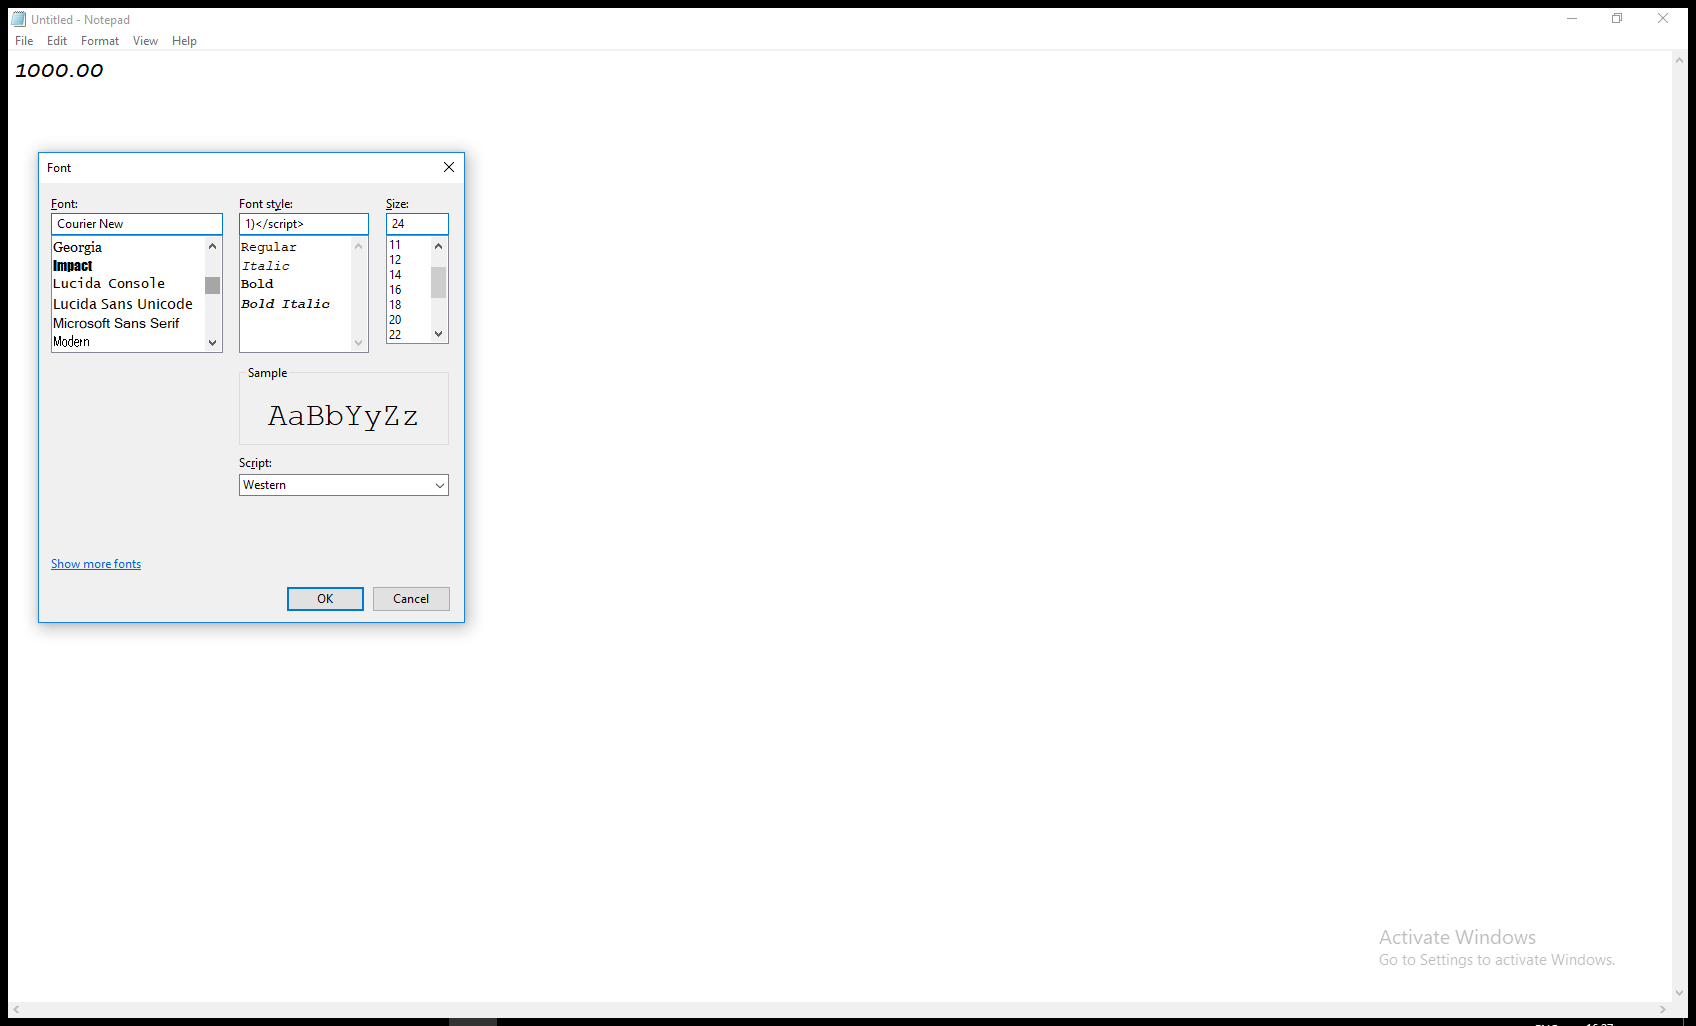 Untitled - Notepad
File Edit Format View Help
1000.00
Font
Font: Font style: Size:
Courier New 1)</script> 24
Georgia
Impact
Lucida Console
Lucida Sans Unicode
Microsoft Sans Serif
Modern
Regular
Italic
Bold
Bold Italic
11
12
14
16
18
20
22
Sample
AaBbYyZz
Script:
Western
Show more fonts
OK Cancel
Activate Windows
Go to Settings to activate Windows.